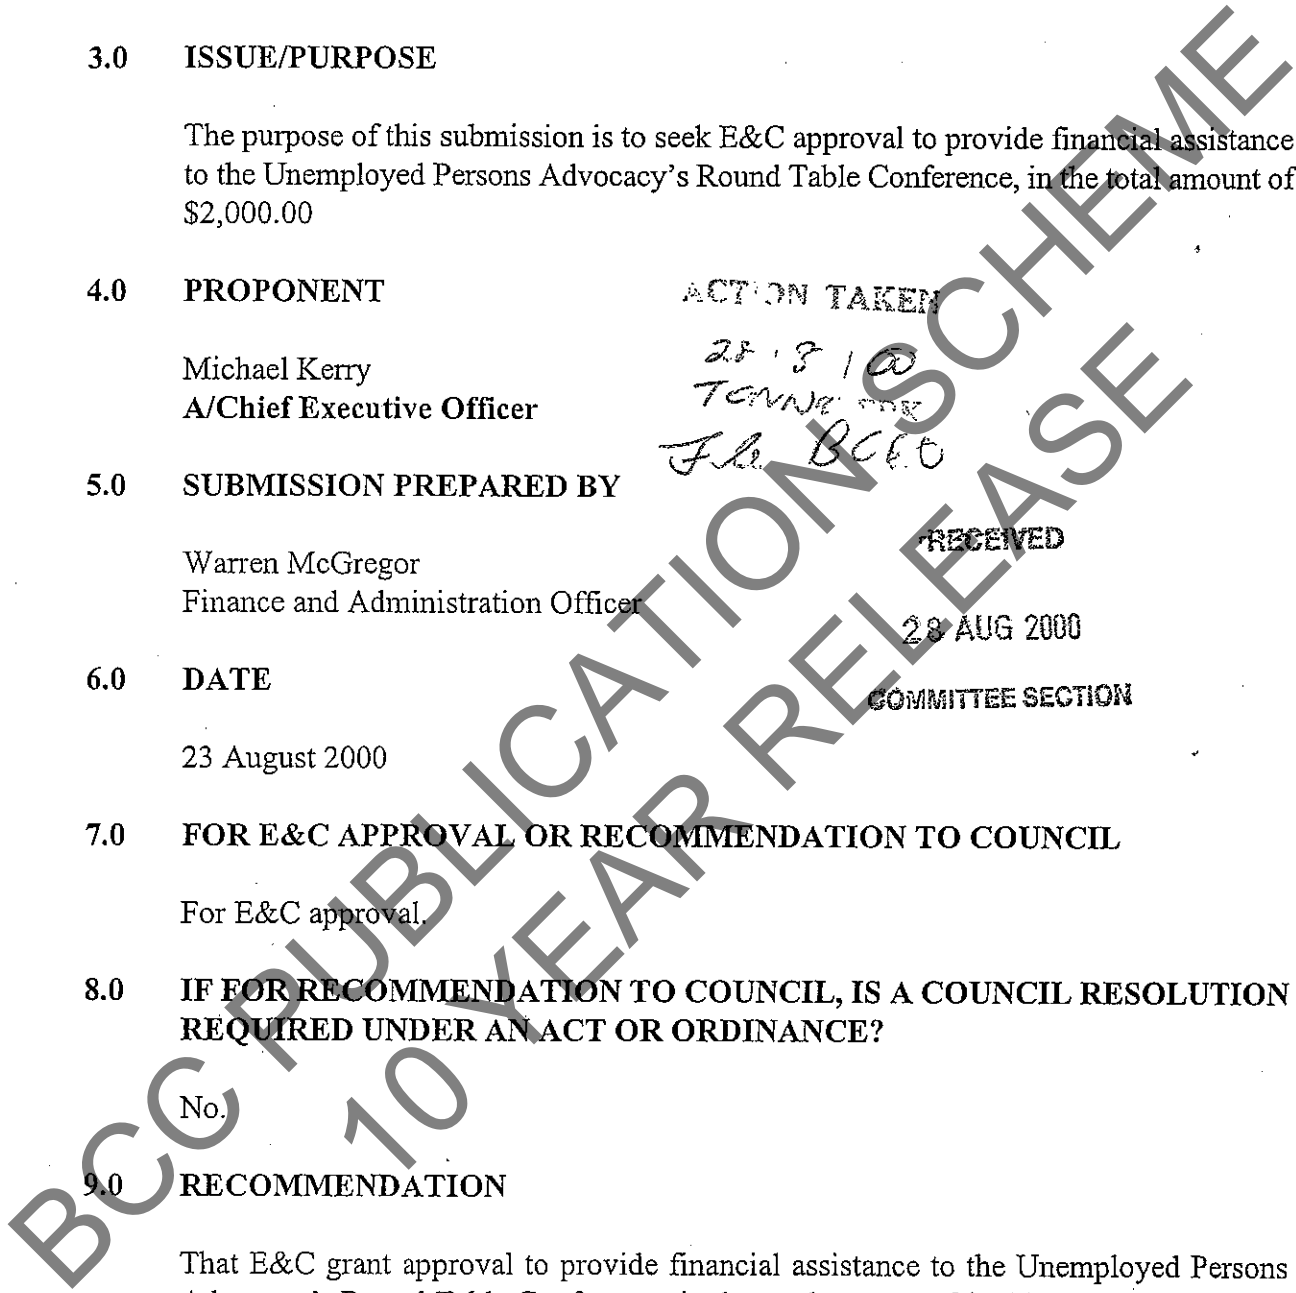 3.0 ISSUE/PURPOSE
The purpose of this submission is to seek E&C approval to provide financial assistance
to the Unemployed Persons Advocacy's Round Table Conference, in the total amount of
$2,000.00
4.0 PROPONENT
ACTION TAKEN
28.8/00
Michael Kerry
A/Chief Executive Officer
5.0 SUBMISSION PREPARED BY
RECEIVED
Warren McGregor
Finance and Administration Officer
28 AUG 2000
6.0 DATE
COMMITTEE SECTION
23 August 2000
7.0 FOR E&C APPROVAL OR RECOMMENDATION TO COUNCIL
For E&C approval.
8.0 IF FOR RECOMMENDATION TO COUNCIL, IS A COUNCIL RESOLUTION
REQUIRED UNDER AN ACT OR ORDINANCE?
No.
9.0 RECOMMENDATION
That E&C grant approval to provide financial assistance to the Unemployed Persons
BCC PUBLICATION SCHEME
10 YEAR RELEASE